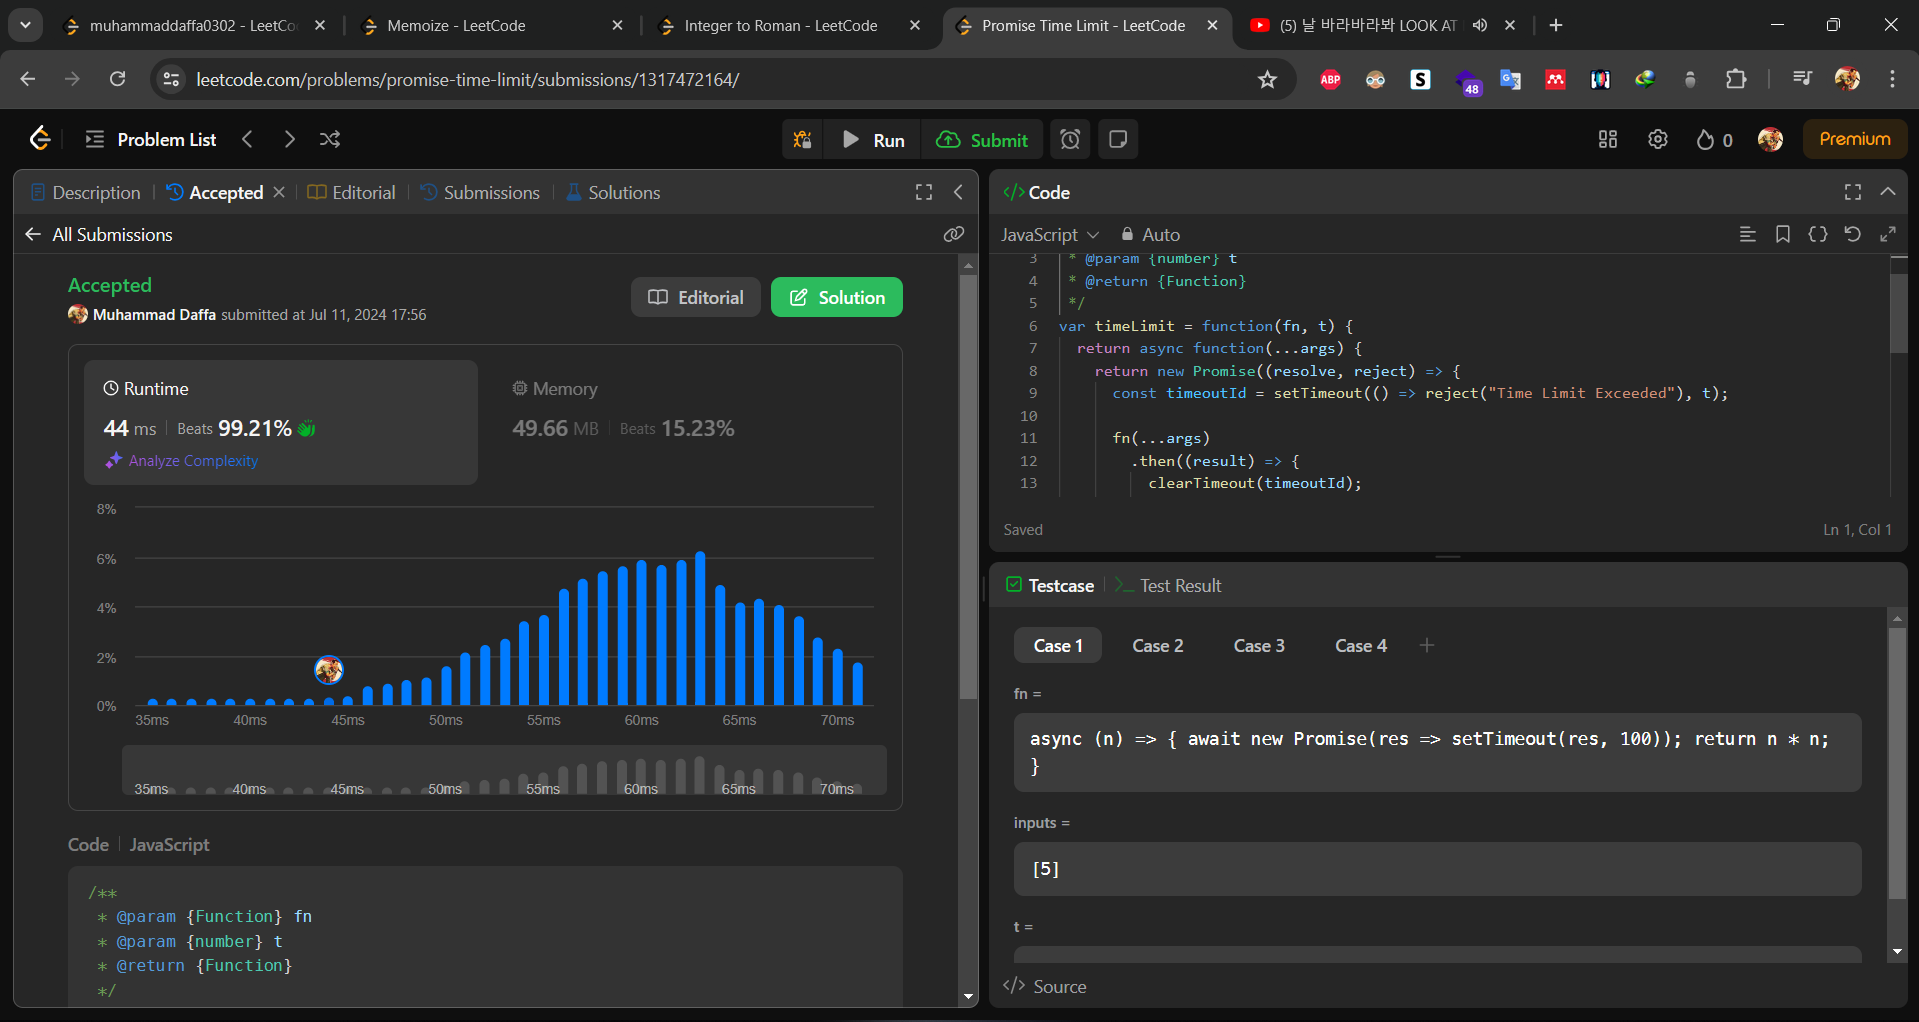 muhammaddaffa0302 - LeetCo
Memoize - LeetCode
Integer to Roman - LeetCode
Promise Time Limit - LeetCode
(5) 날 바라바라봐 LOOK AT
leetcode.com/problems/promise-time-limit/submissions/1317472164/
ABP
S
48
Problem List
Run
Submit
0
Premium
Description
Accepted
Editorial
Submissions
Solutions
All Submissions
Accepted
Muhammad Daffa submitted at Jul 11, 2024 17:56
Editorial
Solution
Runtime
44 ms | Beats 99.21%
Analyze Complexity
Memory
49.66 MB | Beats 15.23%
8%
6%
4%
2%
0%
35ms 40ms 45ms 50ms 55ms 60ms 65ms 70ms
35ms 40ms 45ms 50ms 55ms 60ms 65ms 70ms
Code | JavaScript
/**
* @param {Function} fn
* @param {number} t
* @return {Function}
*/
</> Code
JavaScript
Auto
3 * @param {number} t
4 * @return {Function}
5 */
6 var timeLimit = function(fn, t) {
7 return async function(...args) {
8 return new Promise((resolve, reject) => {
9 const timeoutId = setTimeout(() => reject("Time Limit Exceeded"), t);
10
11 fn(...args)
12 .then((result) => {
13 clearTimeout(timeoutId);
Saved
Ln 1, Col 1
Testcase
Test Result
Case 1
Case 2
Case 3
Case 4
fn =
async (n) => { await new Promise(res => setTimeout(res, 100)); return n * n;
}
inputs =
[5]
t =
</> Source